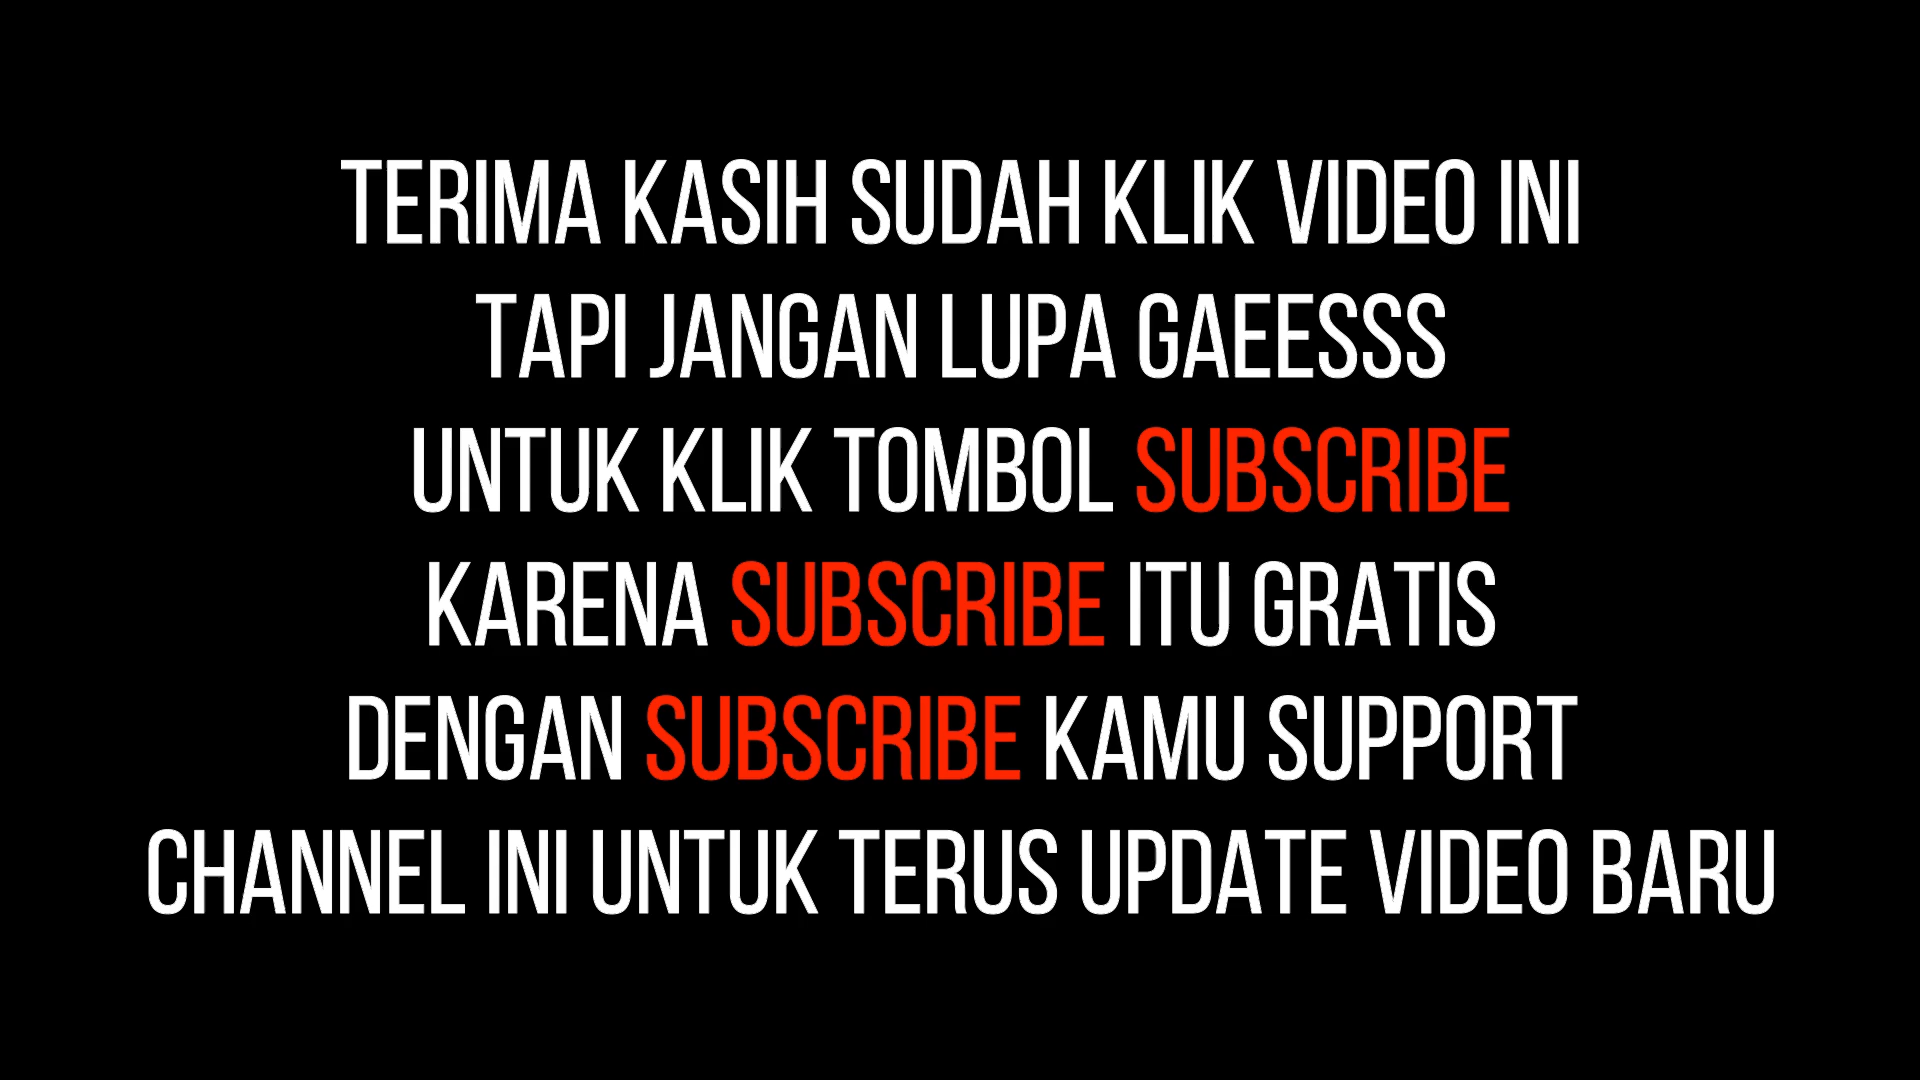 TERIMA KASIH SUDAH KLIK VIDEO INI
TAPI JANGAN LUPA GAEESSS
UNTUK KLIK TOMBOL SUBSCRIBE
KARENA SUBSCRIBE ITU GRATIS
DENGAN SUBSCRIBE KAMU SUPPORT
CHANNEL INI UNTUK TERUS UPDATE VIDEO BARU